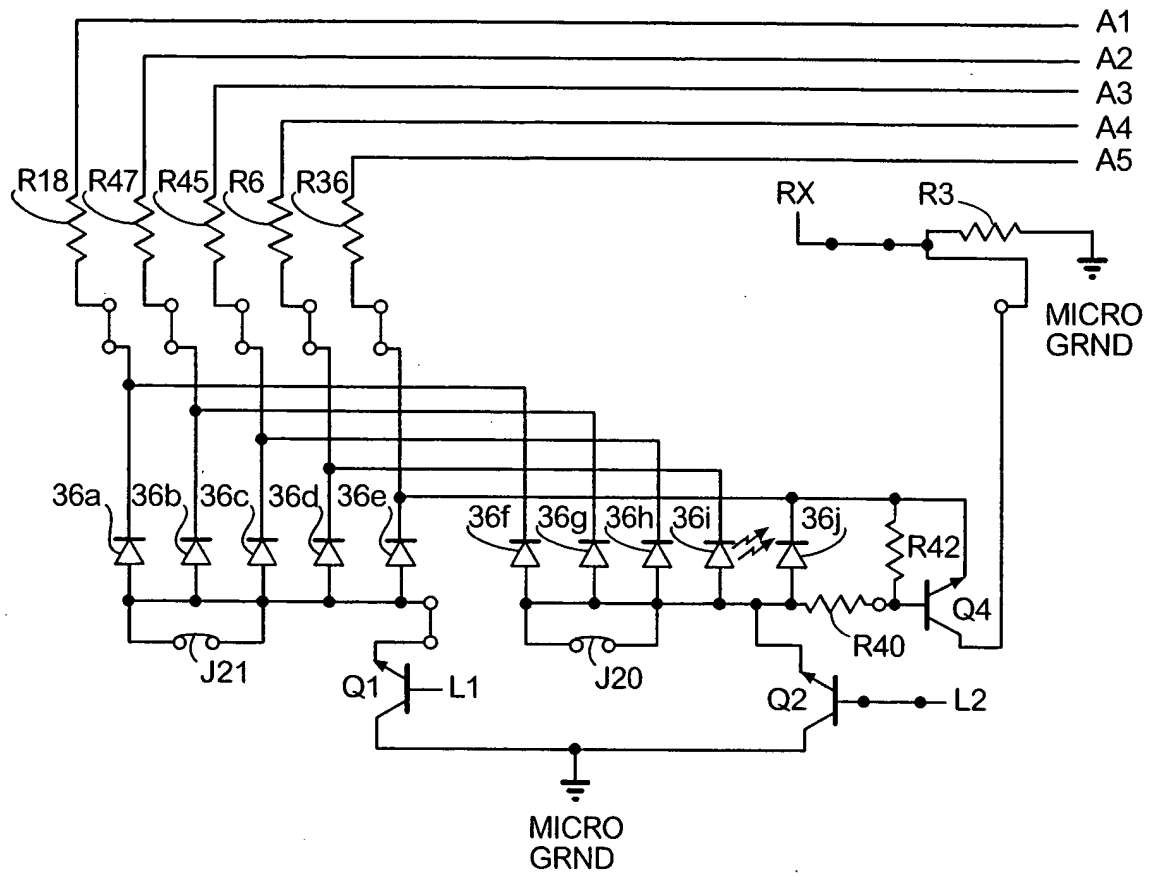 A1
A2
A3
A4
A5
R18 R47 R45 R6 R36
RX
R3
MICRO
GRND
36a 36b 36c 36d 36e
36f 36g 36h 36i 36j
R42
Q4
R40
J21
J20
Q1
L1
Q2
L2
MICRO
GRND